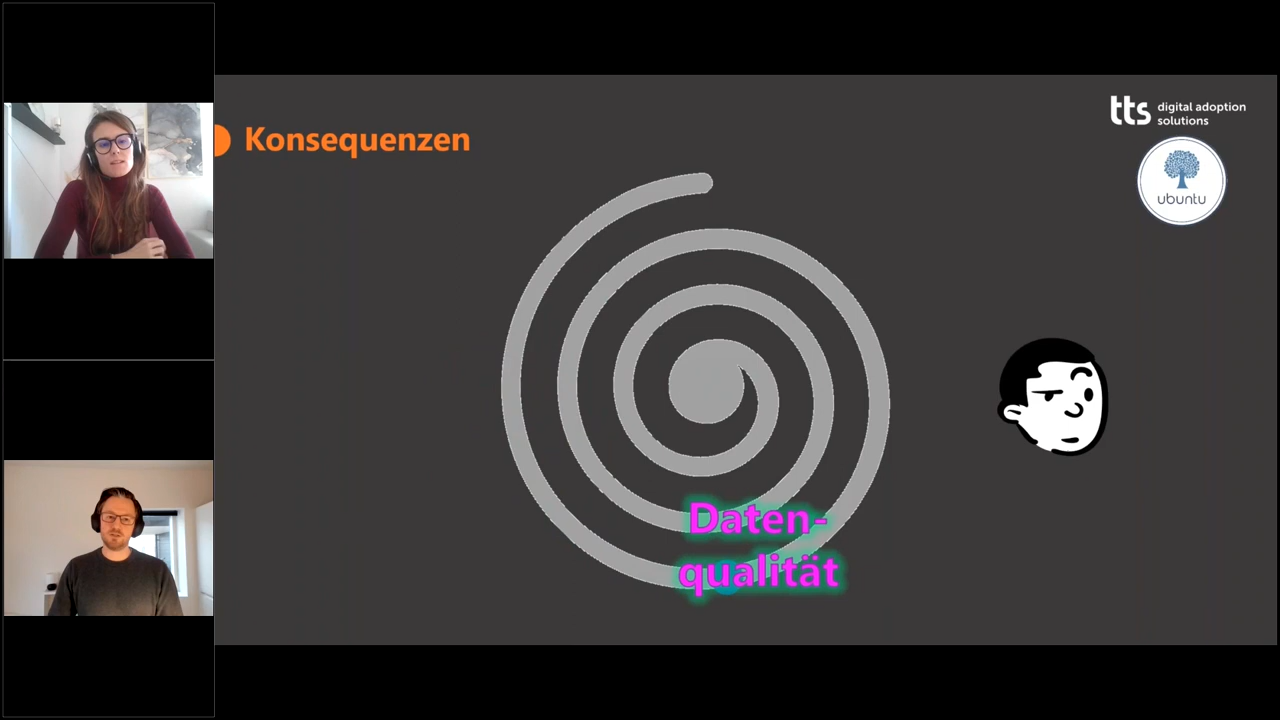 Konsequenzen
tts digital adoption
solutions
ubuntu
Daten-
qualität